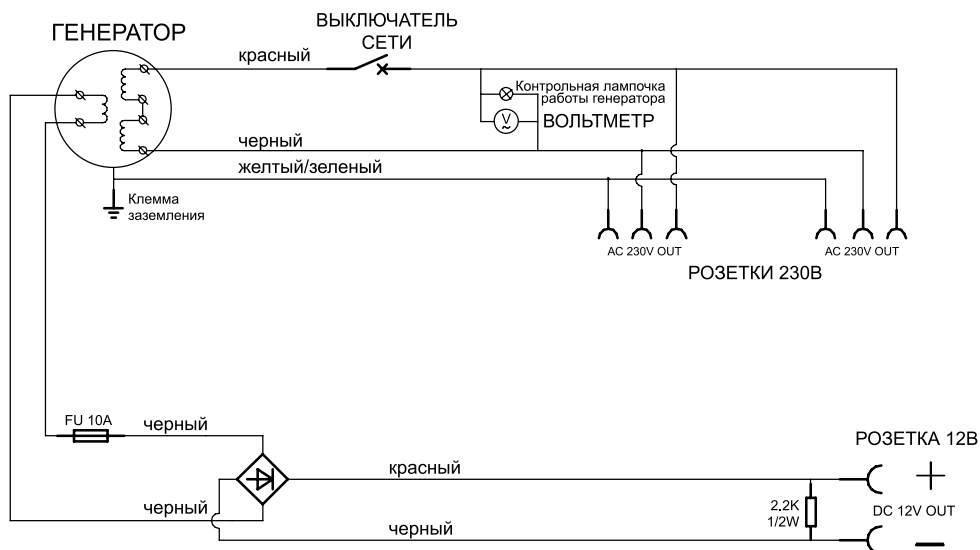 ГЕНЕРАТОР
ВЫКЛЮЧАТЕЛЬ
СЕТИ
красный
Контрольная лампочка
работы генератора
V
~
ВОЛЬТМЕТР
черный
желтый/зеленый
Клемма
заземления
AC 230V OUT
AC 230V OUT
РОЗЕТКИ 230В
FU 10A
черный
РОЗЕТКА 12В
красный
+
черный
2.2K
1/2W
DC 12V OUT
черный
—